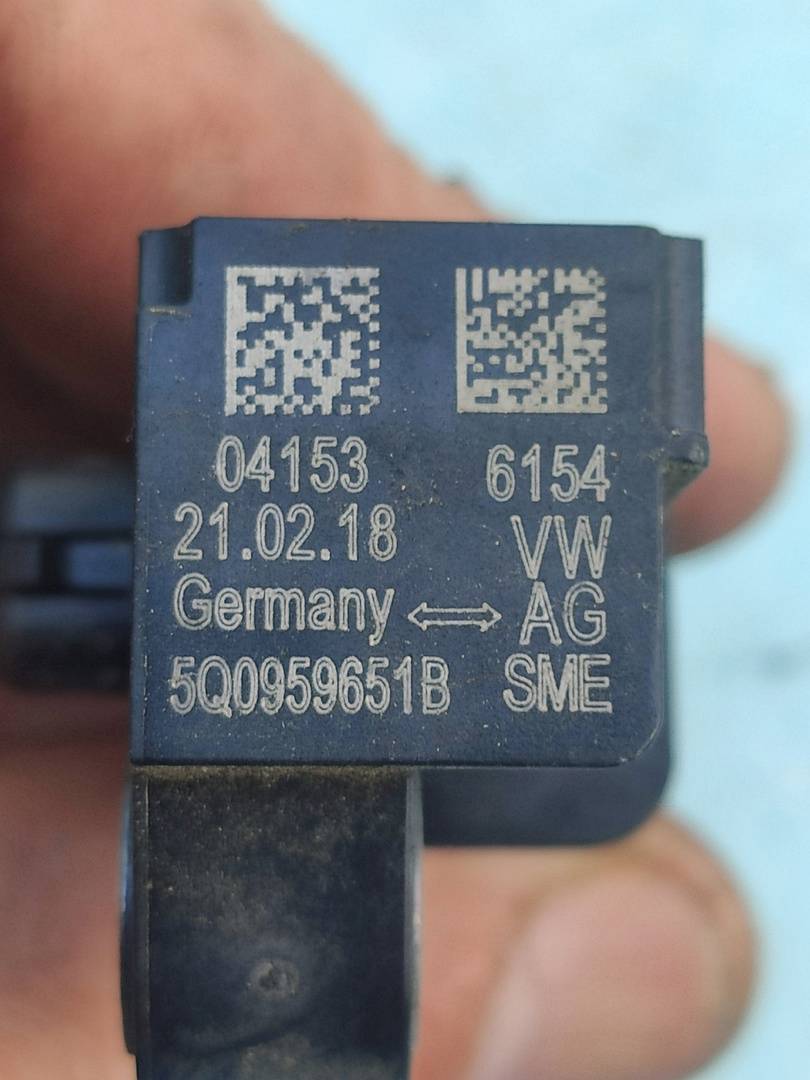 04153 6154
21.02.18 VW
Germany AG
5Q0959651B SME